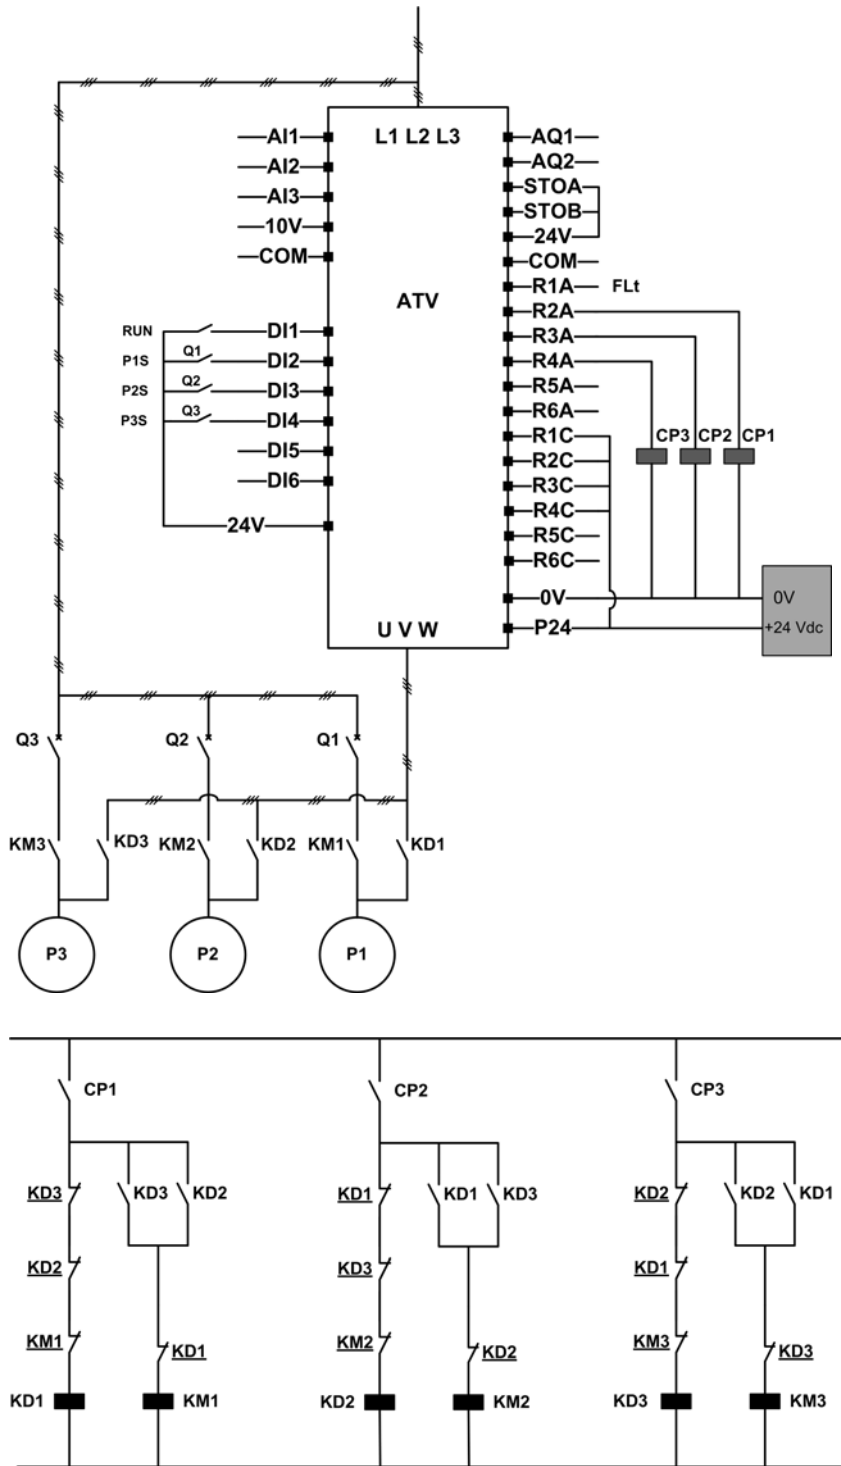 L1 L2 L3
AI1
AI2
AI3
10V
COM
AQ1
AQ2
STOA
STOB
24V
COM
ATV
R1A FLt
R2A
R3A
R4A
R5A
R6A
R1C
R2C
R3C
R4C
R5C
R6C
0V
P24
RUN DI1
P1S Q1 DI2
P2S Q2 DI3
P3S Q3 DI4
DI5
DI6
24V
CP3 CP2 CP1
0V
+24 Vdc
U V W
Q3 Q2 Q1
KM3 KD3 KM2 KD2 KM1 KD1
P3 P2 P1
CP1 CP2 CP3
KD3 KD3 KD2 KD1 KD1 KD3 KD2 KD2 KD1
KD2 KD3 KD1
KM1 KD1 KM2 KD2 KM3 KD3
KD1 KM1 KD2 KM2 KD3 KM3